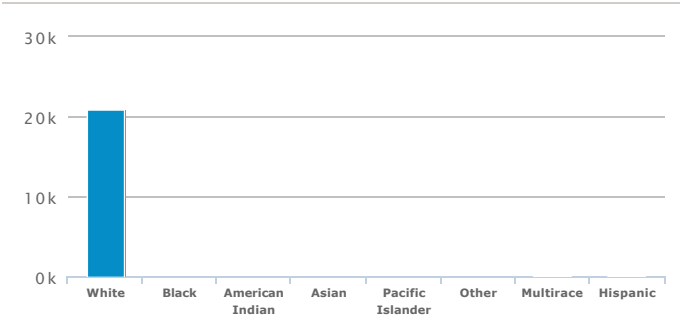 30k
20k
10k
0k
White Black American Indian Asian Pacific Islander Other Multirace Hispanic